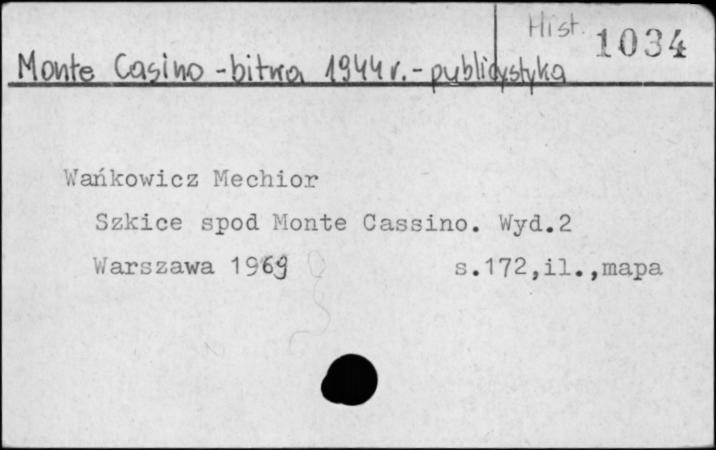 Hist. 1034
Monte Casino - bitwa 1944 r. - publicystyka
Wańkowicz Mechior
Szkice spod Monte Cassino. Wyd.2
Warszawa 1969 s.172,il.,mapa